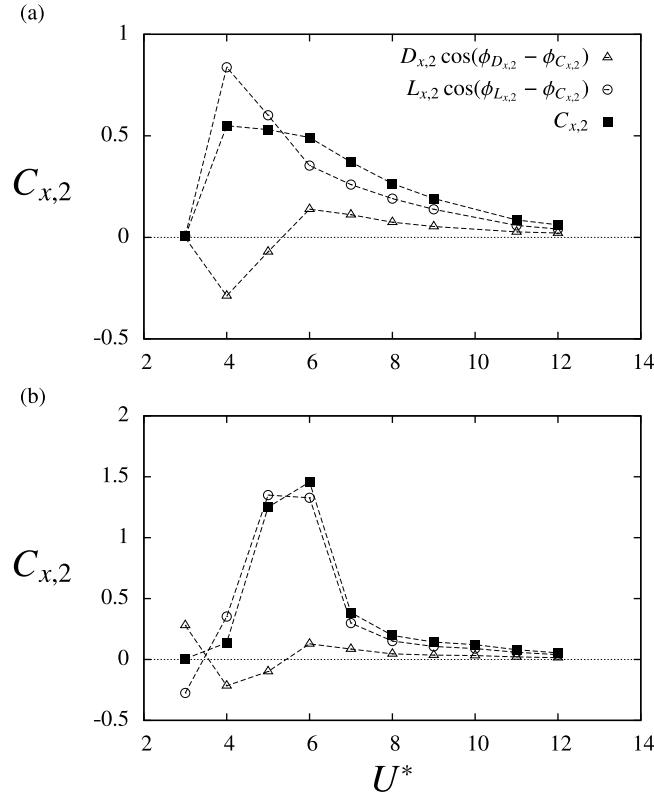 (a)
1
0.5
0
-0.5
C_{x,2}
D_{x,2} cos(ϕ_{D_{x,2}} − ϕ_{C_{x,2}})
L_{x,2} cos(ϕ_{L_{x,2}} − ϕ_{C_{x,2}})
C_{x,2}
2 4 6 8 10 12 14
(b)
2
1.5
1
0.5
0
-0.5
C_{x,2}
2 4 6 8 10 12 14
U*